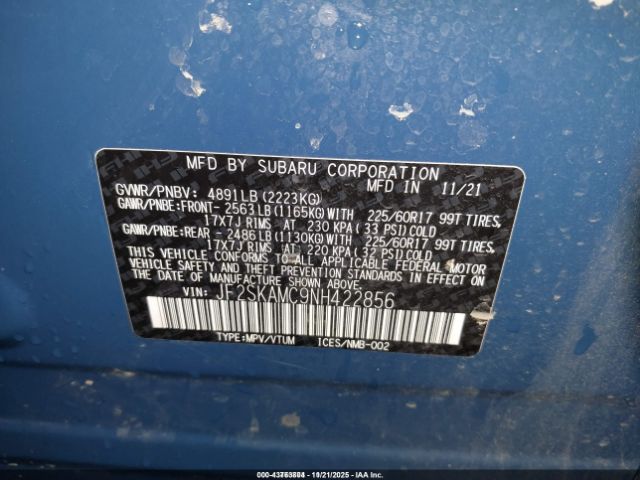 MFD BY SUBARU CORPORATION
MFD IN 11/21
GVWR/PNBV: 4891LB (2223KG)
GAWR/PNBE:FRONT- 2563LB (1165KG) WITH 225/60R17 99T TIRES,
17X7J RIMS AT 230 KPA (33 PSI) COLD
GAWR/PNBE:REAR - 2486LB (1130KG) WITH 225/60R17 99T TIRES,
17X7J RIMS AT 220 KPA (32 PSI) COLD
THIS VEHICLE CONFORMS TO ALL APPLICABLE FEDERAL MOTOR
VEHICLE SAFETY AND THEFT PREVENTION STANDARDS IN EFFECT
ON THE DATE OF MANUFACTURE SHOWN ABOVE.
VIN: JF2SKAMC9NH422856
TYPE:MPV/VTUM ICES/NMB-002
10/21/2025 - IAA Inc.